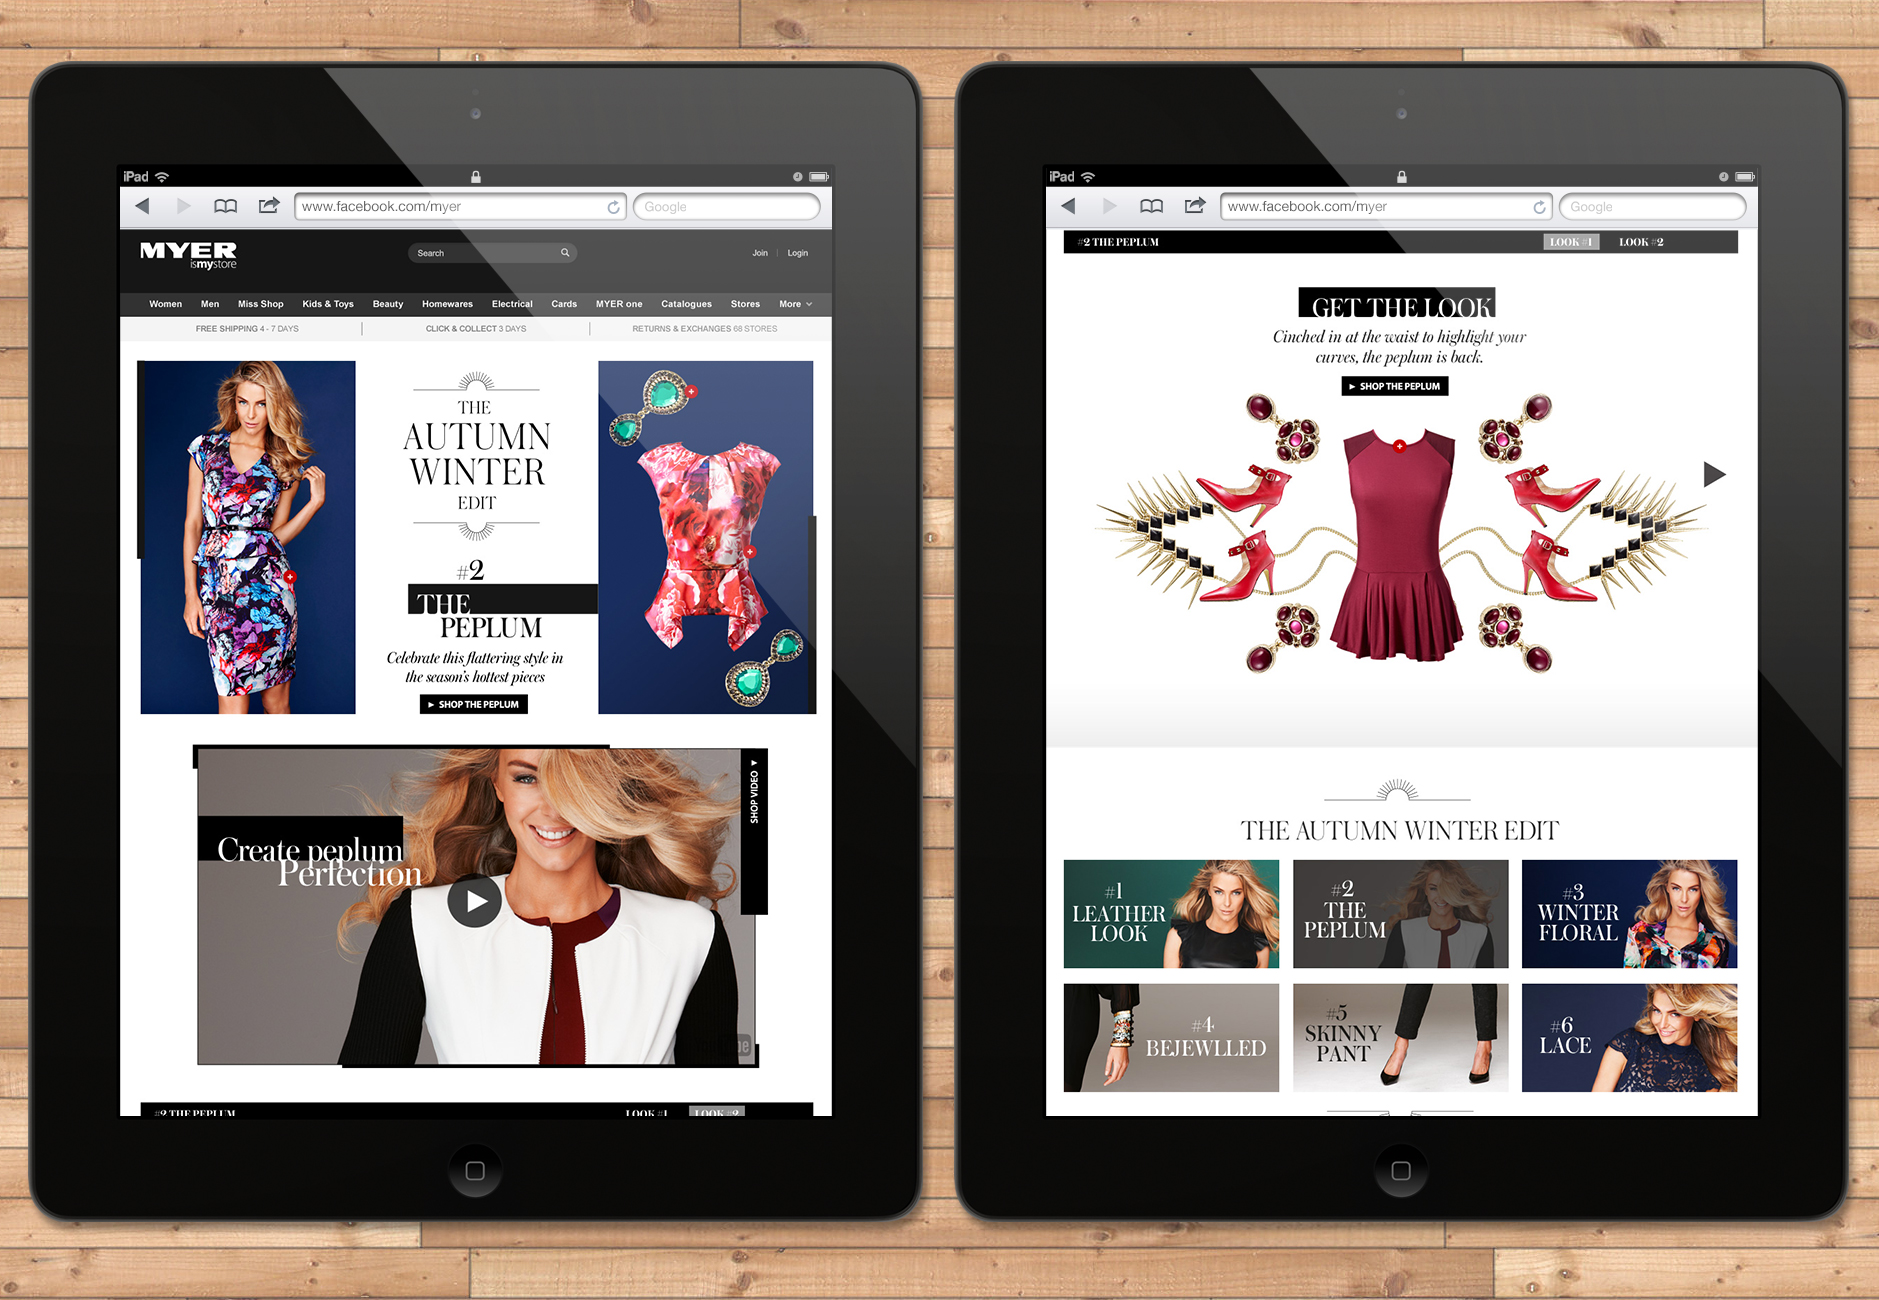 iPad
www.facebook.com/myer
Google
MYER
ismystore
Search
Join
Login
Women Men Miss Shop Kids & Toys Beauty Homewares Electrical Cards MYER one Catalogues Stores More
FREE SHIPPING 4 - 7 DAYS
CLICK & COLLECT 3 DAYS
RETURNS & EXCHANGES 68 STORES
THE
AUTUMN
WINTER
EDIT
#2
THE
PEPLUM
Celebrate this flattering style in
the season's hottest pieces
► SHOP THE PEPLUM
Create peplum
Perfection
SHOP VIDEO ►
#2 THE PEPLUM
LOOK #1
LOOK #2
iPad
www.facebook.com/myer
Google
#2 THE PEPLUM
LOOK #1
LOOK #2
GET THE LOOK
Cinched in at the waist to highlight your
curves, the peplum is back.
► SHOP THE PEPLUM
THE AUTUMN WINTER EDIT
#1
LEATHER
LOOK
#2
THE
PEPLUM
#3
WINTER
FLORAL
#4
BEJEWLLED
#5
SKINNY
PANT
#6
LACE